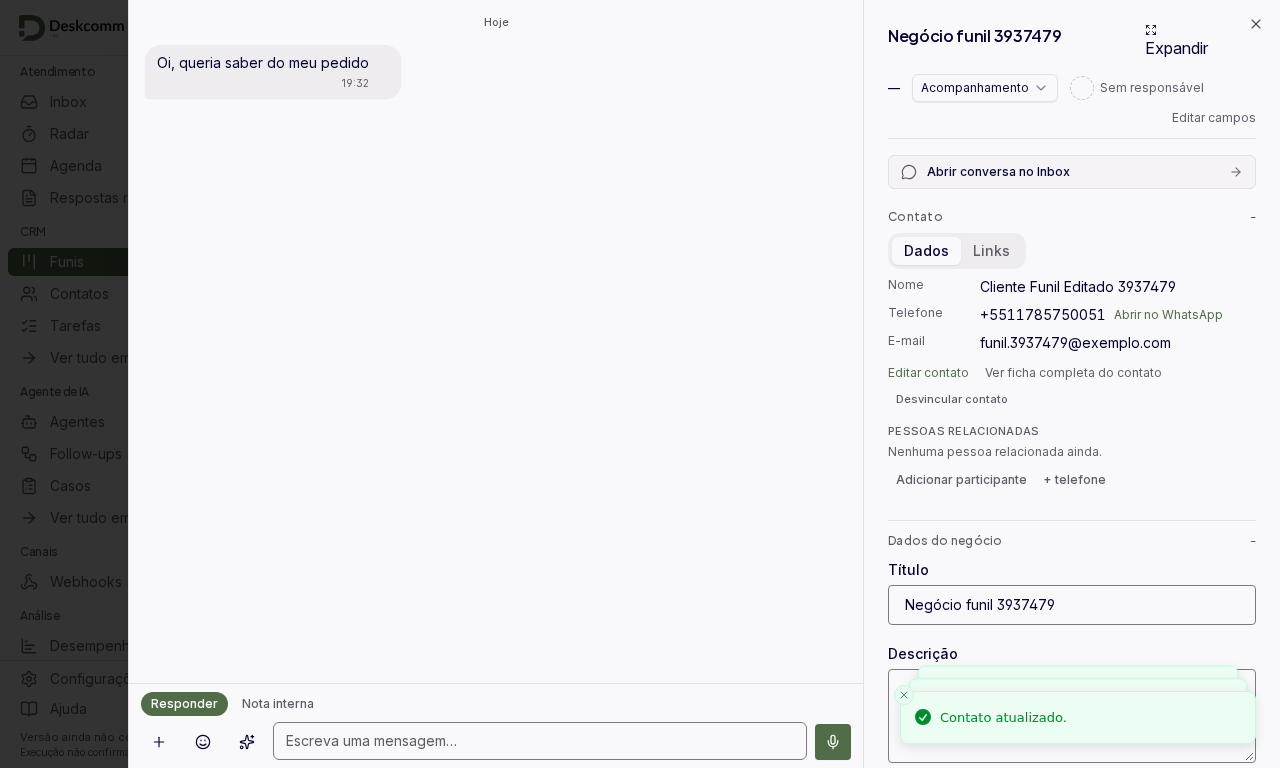 Deskcomm
Atendimento
Inbox
Radar
Agenda
Respostas r
CRM
Funis
Contatos
Tarefas
Ver tudo em
Agente de IA
Agentes
Follow-ups
Casos
Ver tudo em
Canais
Webhooks
Análise
Desempenh
Configuraçõ
Ajuda
Versão ainda não co
Execução não confirma
Hoje
Oi, queria saber do meu pedido
19:32
Responder
Nota interna
Escreva uma mensagem…
Negócio funil 3937479
Expandir
—
Acompanhamento
Sem responsável
Editar campos
Abrir conversa no Inbox
Contato
–
Dados
Links
Nome
Cliente Funil Editado 3937479
Telefone
+5511785750051 Abrir no WhatsApp
E-mail
funil.3937479@exemplo.com
Editar contato
Ver ficha completa do contato
Desvincular contato
PESSOAS RELACIONADAS
Nenhuma pessoa relacionada ainda.
Adicionar participante
+ telefone
Dados do negócio
–
Título
Negócio funil 3937479
Descrição
Contato atualizado.